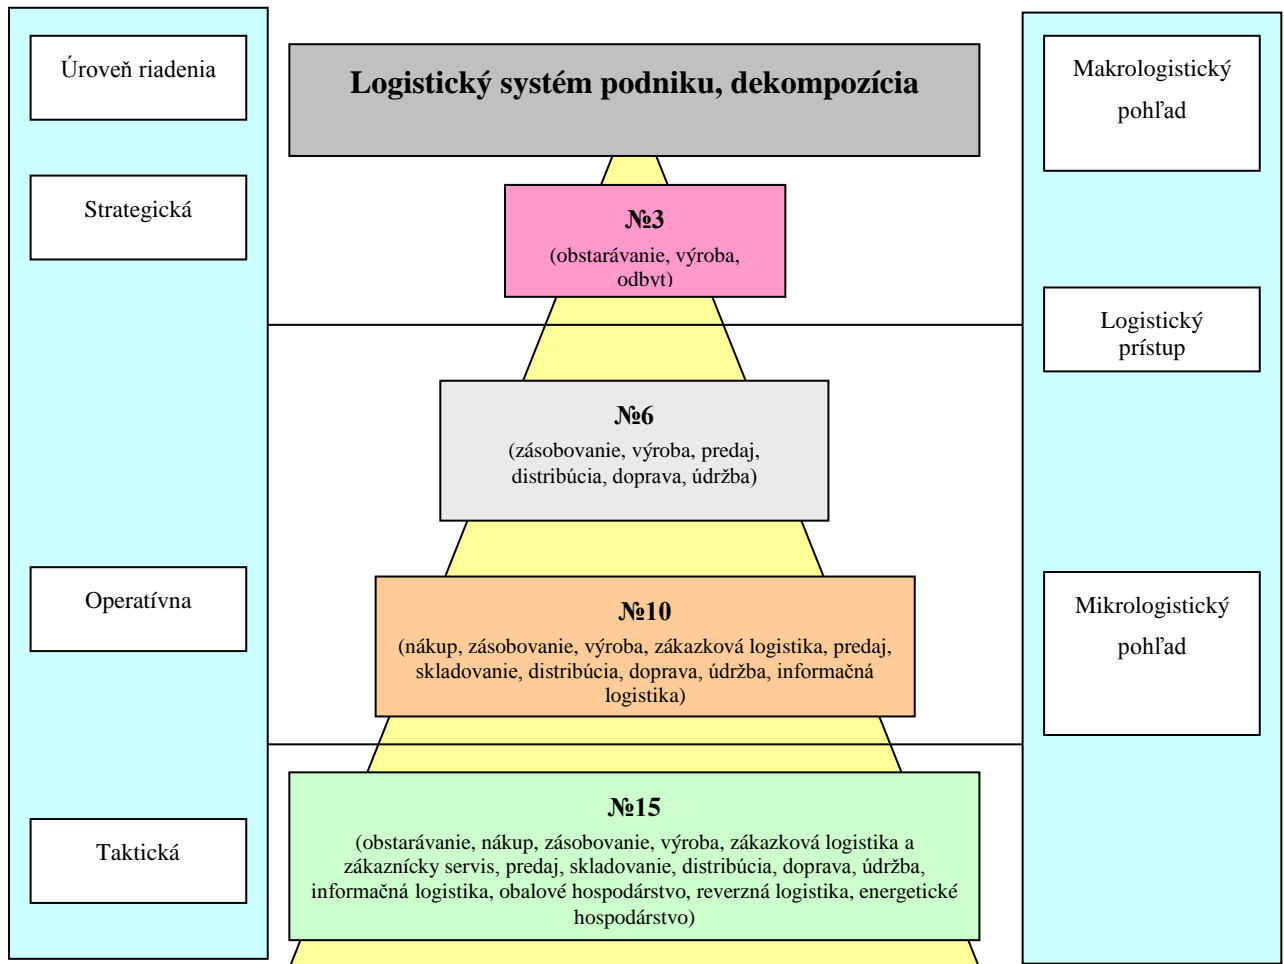 Úroveň riadenia
Logistický systém podniku, dekompozícia
Makrologistický
pohľad
Strategická
№3
(obstarávanie, výroba,
odbyt)
Logistický
prístup
№6
(zásobovanie, výroba, predaj,
distribúcia, doprava, údržba)
Operatívna
№10
(nákup, zásobovanie, výroba, zákazková logistika, predaj,
skladovanie, distribúcia, doprava, údržba, informačná
logistika)
Mikrologistický
pohľad
Taktická
№15
(obstarávanie, nákup, zásobovanie, výroba, zákazková logistika a
zákaznícky servis, predaj, skladovanie, distribúcia, doprava, údržba,
informačná logistika, obalové hospodárstvo, reverzná logistika, energetické
hospodárstvo)